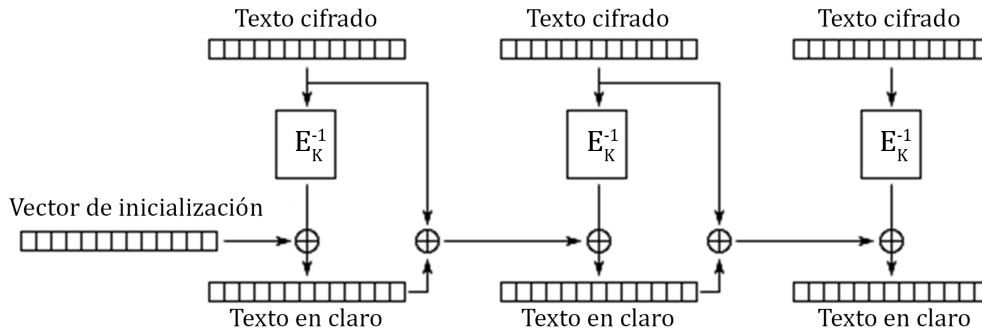 Texto cifrado
Texto cifrado
Texto cifrado
E_K^-1
E_K^-1
E_K^-1
Vector de inicialización
Texto en claro
Texto en claro
Texto en claro